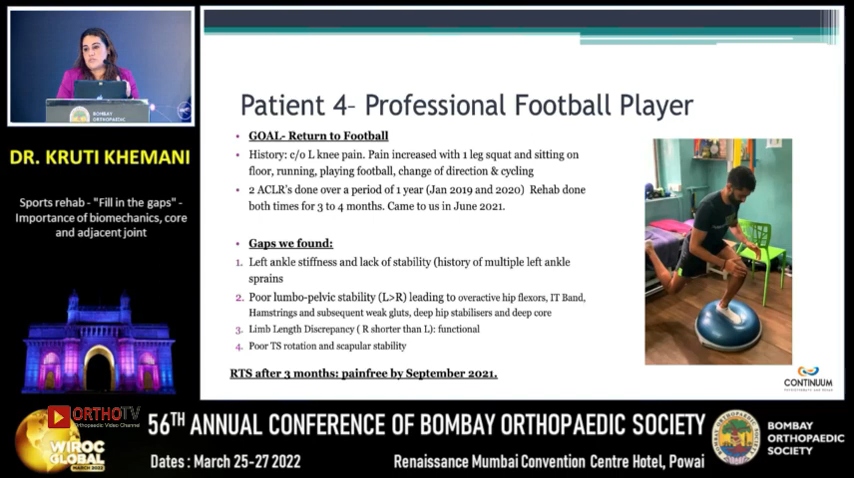 DR. KRUTI KHEMANI
Sports rehab - "Fill in the gaps" -
Importance of biomechanics, core
and adjacent joint
BOMBAY
ORTHOPAEDIC
Patient 4– Professional Football Player
• GOAL- Return to Football
• History: c/o L knee pain. Pain increased with 1 leg squat and sitting on
floor, running, playing football, change of direction & cycling
• 2 ACLR's done over a period of 1 year (Jan 2019 and 2020) Rehab done
both times for 3 to 4 months. Came to us in June 2021.
• Gaps we found:
1. Left ankle stiffness and lack of stability (history of multiple left ankle
sprains
2. Poor lumbo-pelvic stability (L>R) leading to overactive hip flexors, IT Band,
Hamstrings and subsequent weak gluts, deep hip stabilisers and deep core
3. Limb Length Discrepancy ( R shorter than L): functional
4. Poor TS rotation and scapular stability
RTS after 3 months: painfree by September 2021.
CONTINUUM
ORTHOTV
Orthopaedic Video Channel
WIROC
GLOBAL
MARCH 2022
56TH ANNUAL CONFERENCE OF BOMBAY ORTHOPAEDIC SOCIETY
Dates : March 25-27 2022
Renaissance Mumbai Convention Centre Hotel, Powai
BOMBAY
ORTHOPAEDIC
SOCIETY